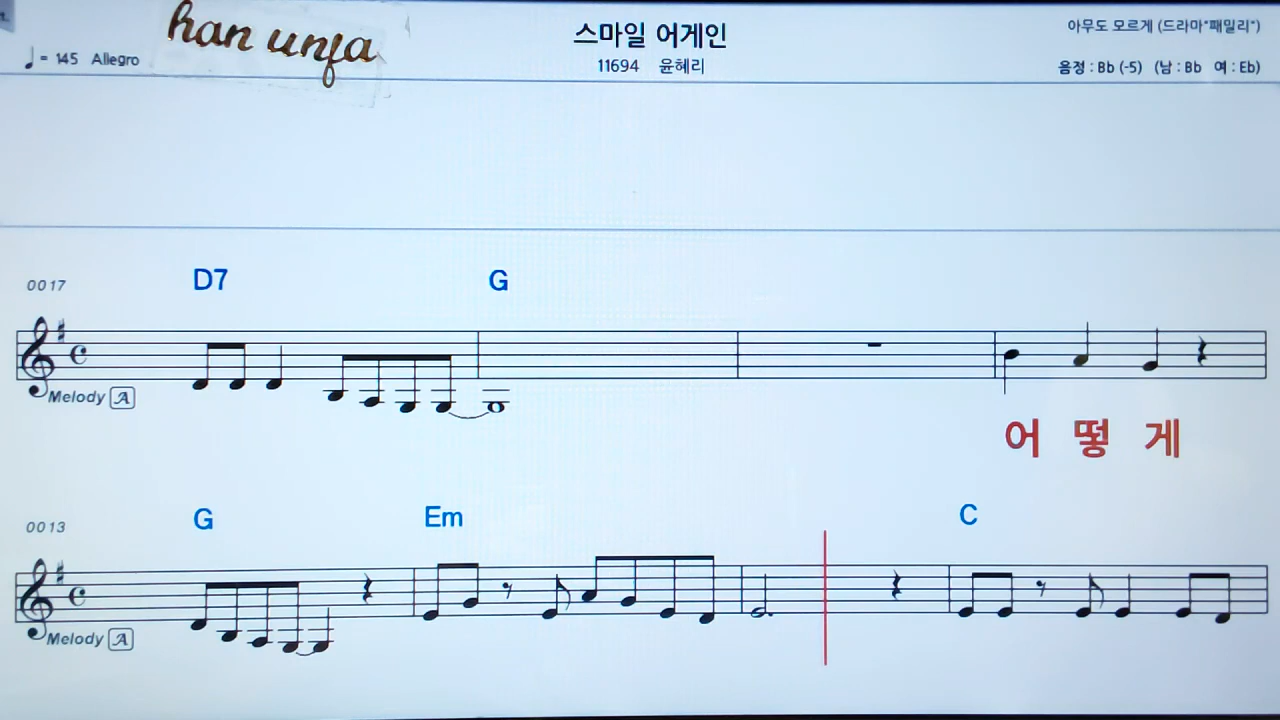 han unja
스마일 어게인
아무도 모르게 (드라마"패밀리")
♩ = 145 Allegro
11694 윤혜리
음정 : Bb (-5) (남 : Bb 여 : Eb)
0017
D7 G
Melody A
어 떻 게
0013
G Em C
Melody A